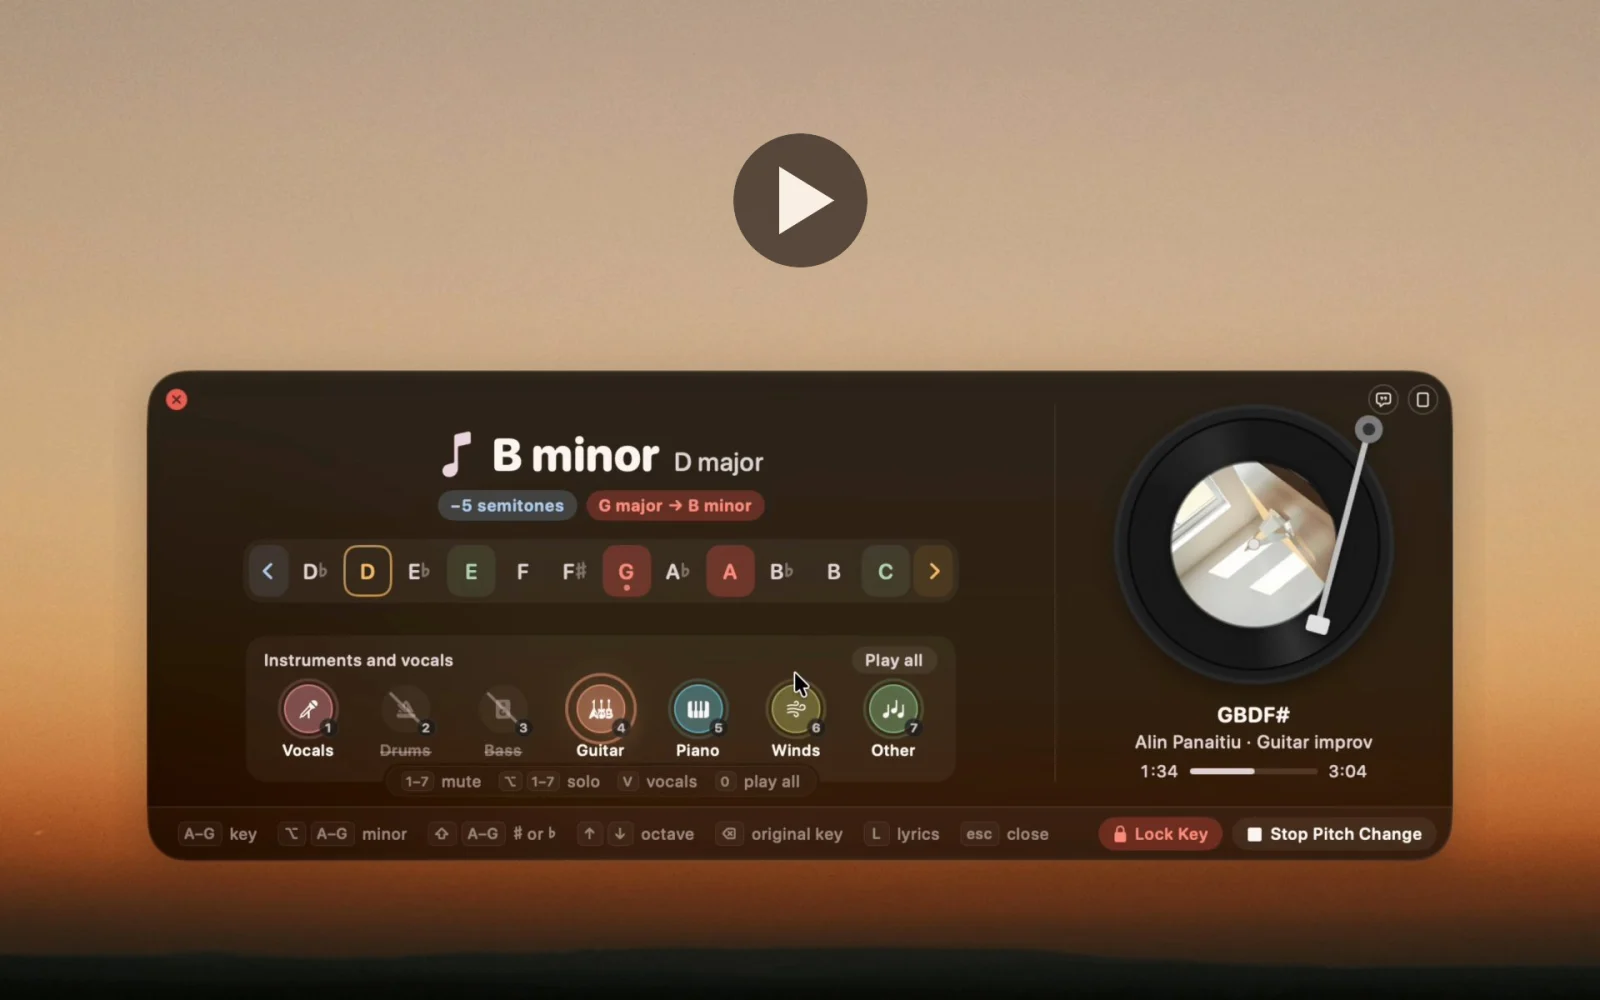 B minor D major
−5 semitones G major → B minor
D♭ D E♭ E F F♯ G A♭ A B♭ B C
Instruments and vocals Play all
1 2 3 4 5 6 7
Vocals Drums Bass Guitar Piano Winds Other
1–7 mute ⌥ 1–7 solo V vocals 0 play all
GBDF#
Alin Panaitiu · Guitar improv
1:34 3:04
A–G key ⌥ A–G minor ⇧ A–G ♯ or ♭ ↑ ↓ octave ⌫ original key L lyrics esc close Lock Key Stop Pitch Change